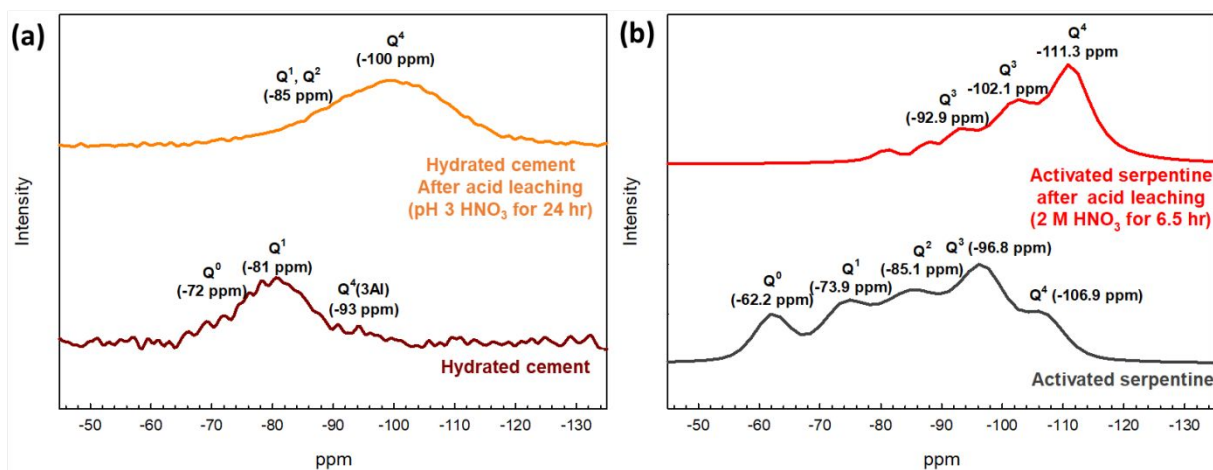 (a)
Q⁴
(-100 ppm)
Q¹, Q²
(-85 ppm)
Hydrated cement
After acid leaching
(pH 3 HNO₃ for 24 hr)
Q¹
(-81 ppm)
Q⁰
(-72 ppm)
Q⁴(3Al)
(-93 ppm)
Hydrated cement
Intensity
-50 -60 -70 -80 -90 -100 -110 -120 -130
ppm
(b)
Q⁴
-111.3 ppm
Q³
-102.1 ppm
Q³
(-92.9 ppm)
Activated serpentine
after acid leaching
(2 M HNO₃ for 6.5 hr)
Q⁰
(-62.2 ppm)
Q¹
(-73.9 ppm)
Q²
(-85.1 ppm)
Q³ (-96.8 ppm)
Q⁴ (-106.9 ppm)
Activated serpentine
Intensity
-50 -60 -70 -80 -90 -100 -110 -120 -130
ppm